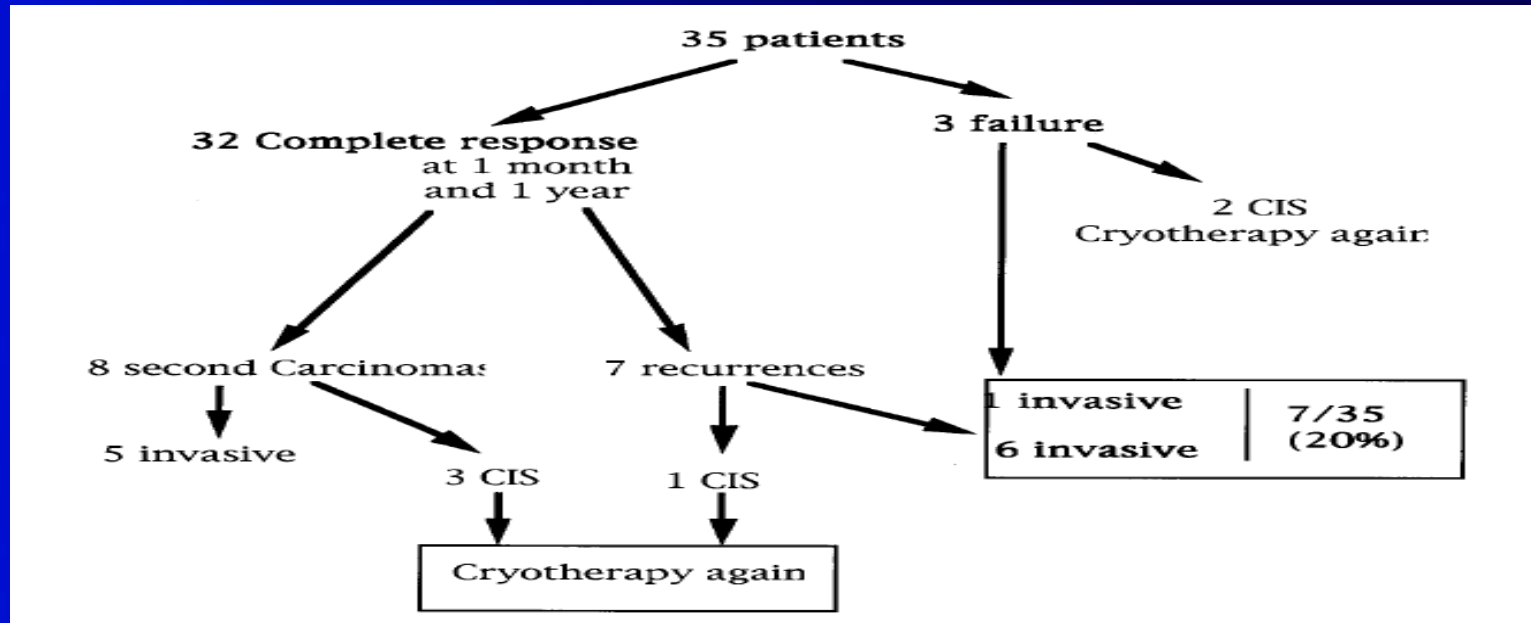 35 patients
32 Complete response
at 1 month
and 1 year
3 failure
2 CIS
Cryotherapy again
8 second Carcinomas
7 recurrences
1 invasive
6 invasive
7/35
(20%)
5 invasive
3 CIS
1 CIS
Cryotherapy again